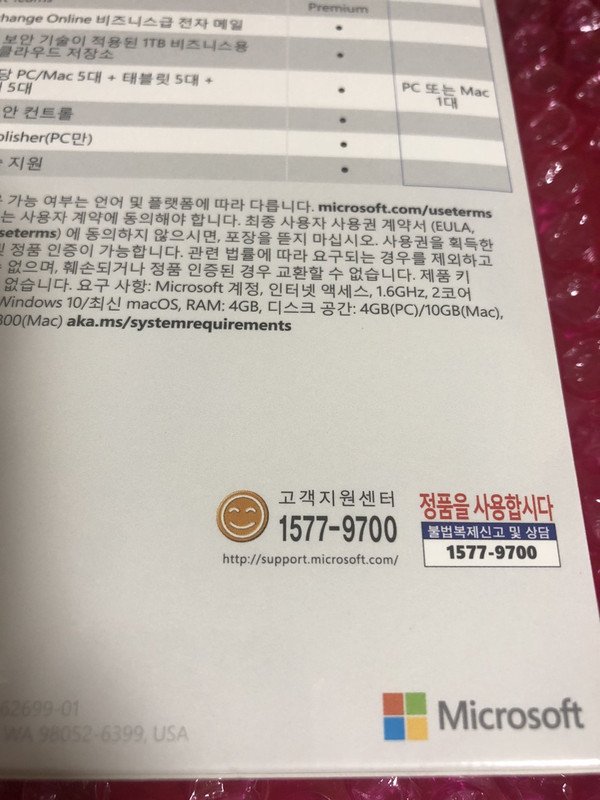 Premium
change Online 비즈니스급 전자 메일
보안 기술이 적용된 1TB 비즈니스용
클라우드 저장소
당 PC/Mac 5대 + 태블릿 5대 +
5대
PC 또는 Mac
1대
안 컨트롤
blisher(PC만)
지원
가능 여부는 언어 및 플랫폼에 따라 다릅니다. microsoft.com/useterms
는 사용자 계약에 동의해야 합니다. 최종 사용자 사용권 계약서 (EULA,
seterms) 에 동의하지 않으시면, 포장을 뜯지 마십시오. 사용권을 획득한
정품 인증이 가능합니다. 관련 법률에 따라 요구되는 경우를 제외하고
없으며, 훼손되거나 정품 인증된 경우 교환할 수 없습니다. 제품 키
없습니다. 요구 사항: Microsoft 계정, 인터넷 액세스, 1.6GHz, 2코어
Windows 10/최신 macOS, RAM: 4GB, 디스크 공간: 4GB(PC)/10GB(Mac),
800(Mac) aka.ms/systemrequirements
고객지원센터
1577-9700
http://support.microsoft.com/
정품을 사용합시다
불법복제신고 및 상담
1577-9700
62699-01
WA 98052-6399, USA
Microsoft